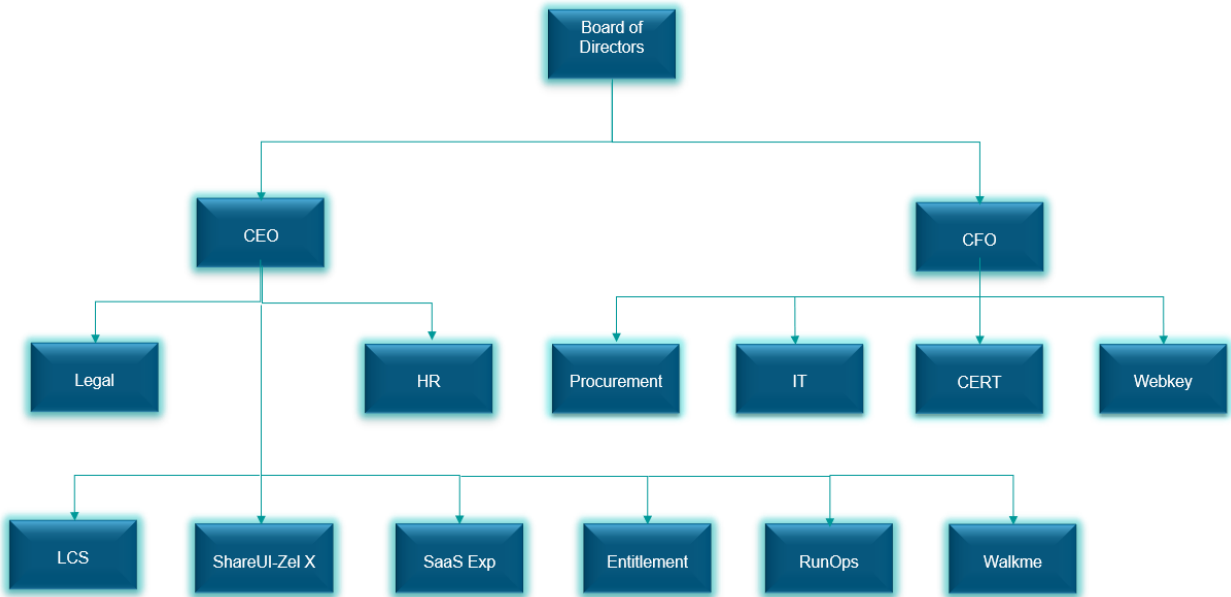 Board of
Directors
CEO
CFO
Legal
HR
Procurement
IT
CERT
Webkey
LCS
ShareUI-Zel X
SaaS Exp
Entitlement
RunOps
Walkme